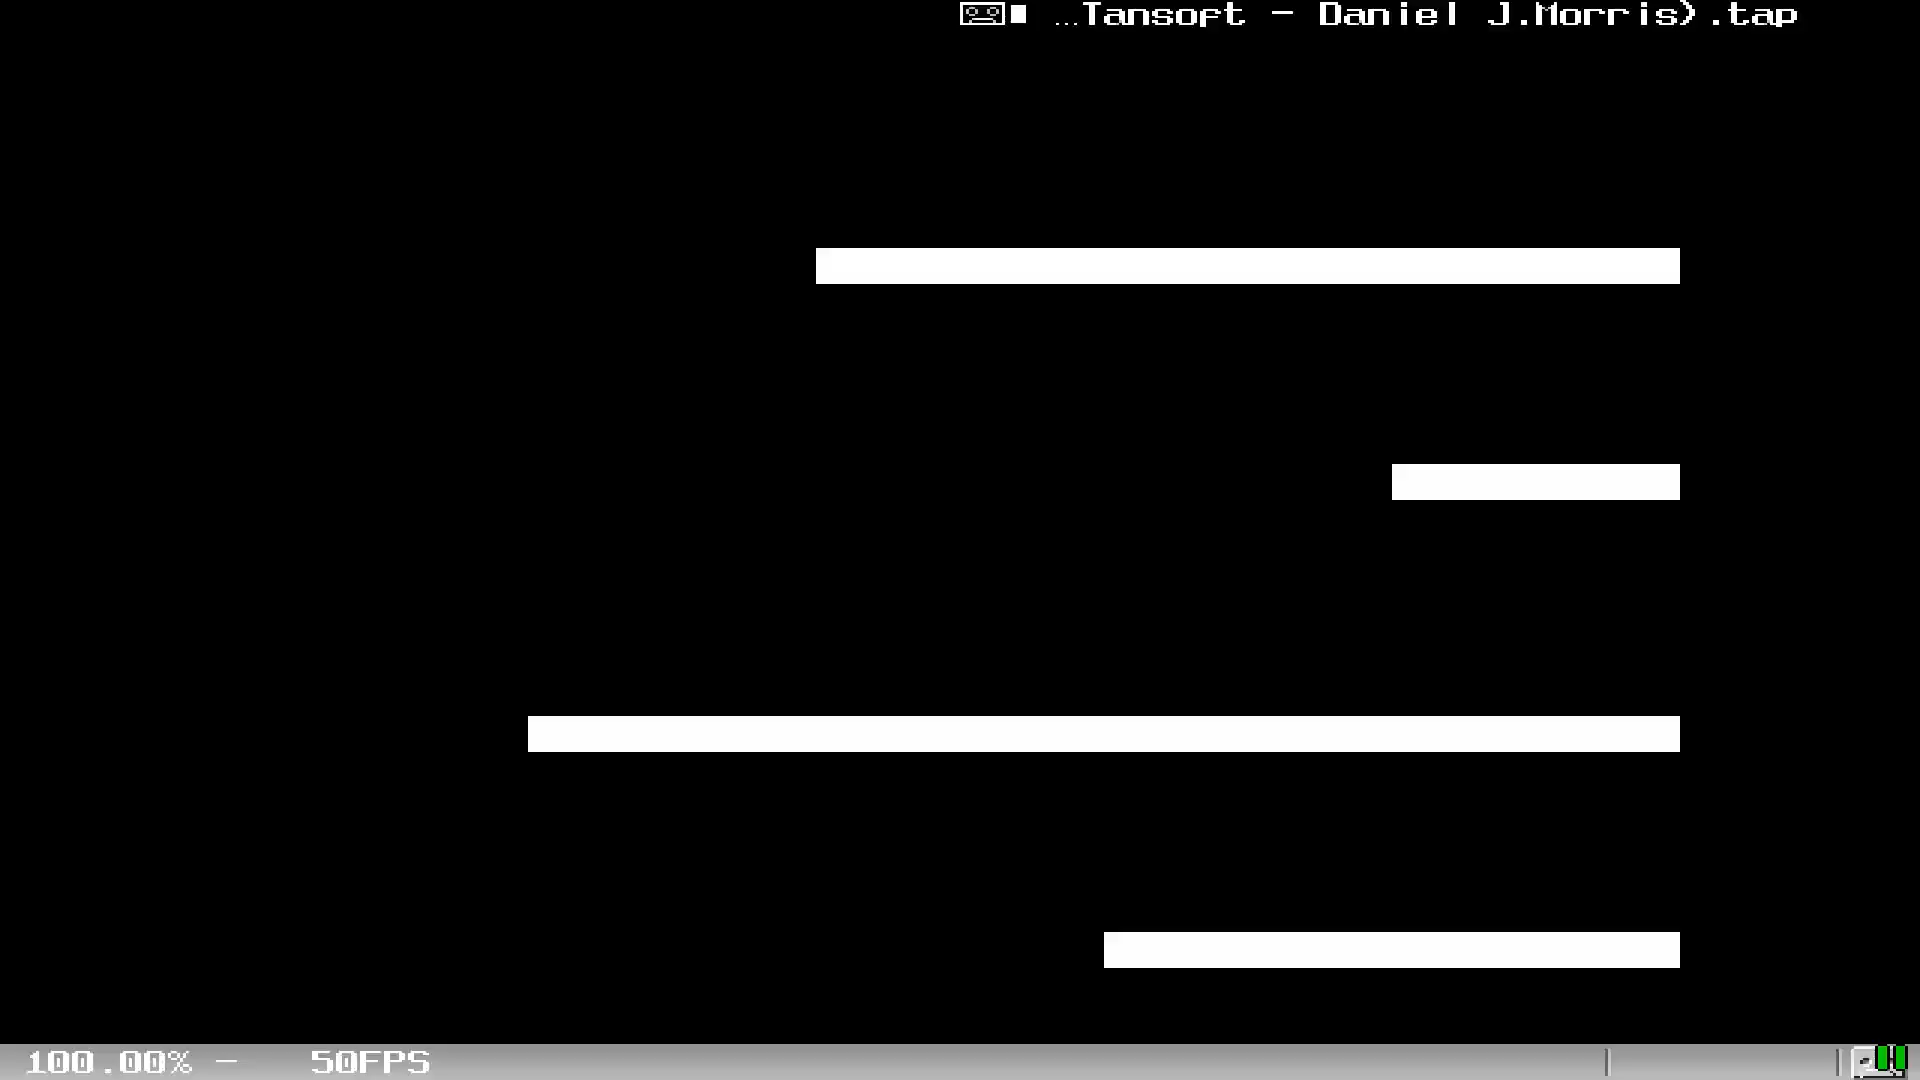 …Tansoft - Daniel J.Morris).tap
100.00% - 50FPS